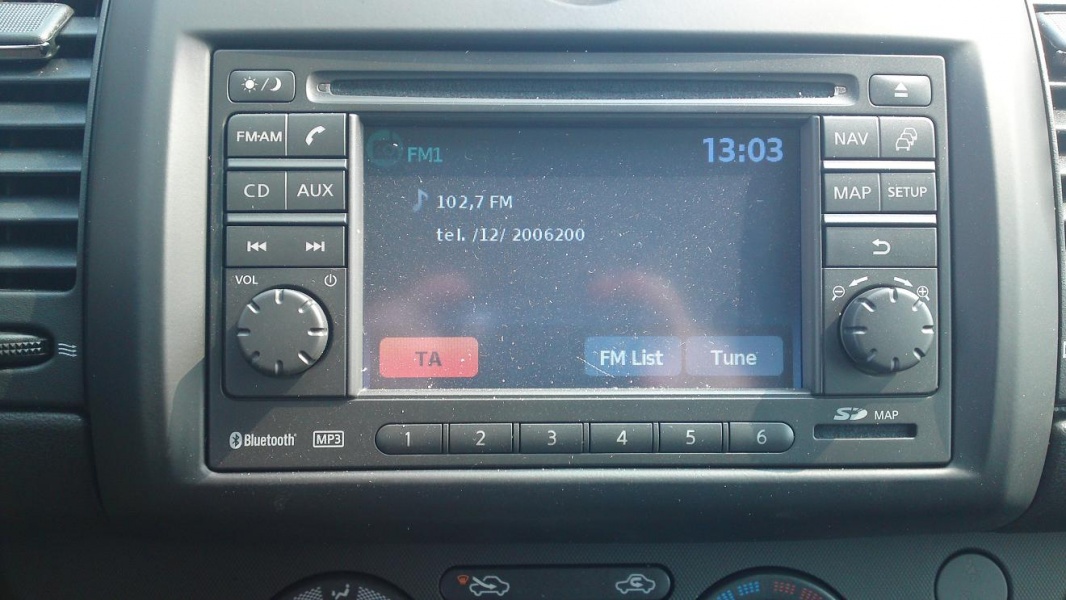 FM·AM
NAV
FM1
13:03
CD AUX
MAP SETUP
102,7 FM
tel. /12/ 2006200
VOL
TA FM List Tune
Bluetooth MP3
1 2 3 4 5 6
SD MAP